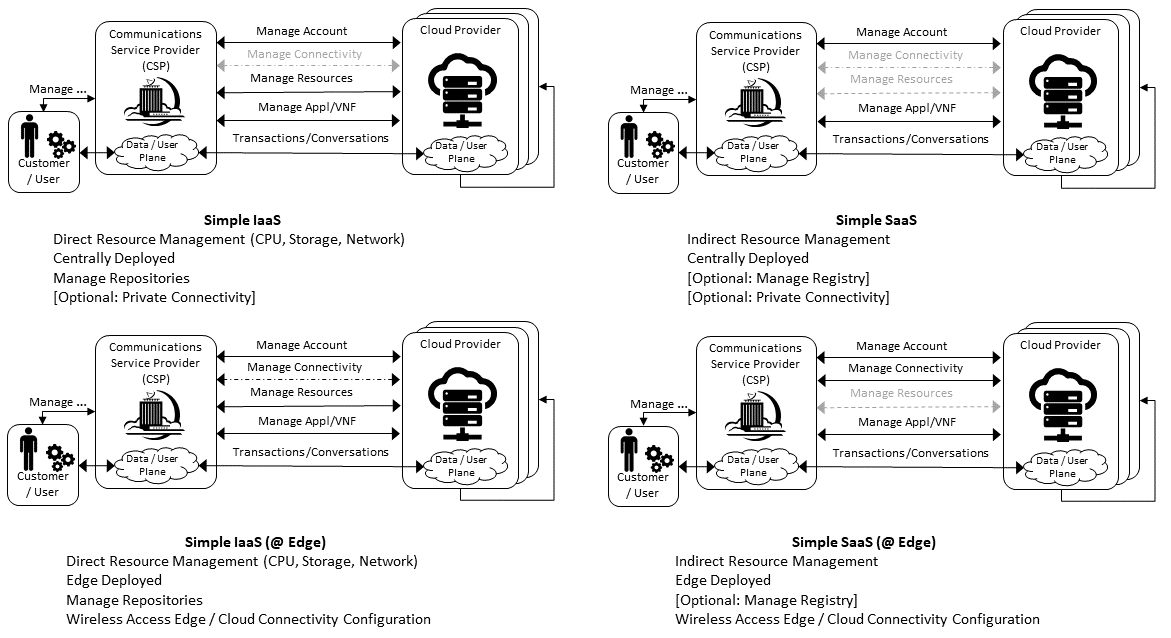 Communications
Service Provider
(CSP)
Manage Account
Manage Connectivity
Manage Resources
Manage Appl/VNF
Transactions/Conversations
Cloud Provider
Manage ...
Customer
/ User
Data / User
Plane
Data / User
Plane
Simple IaaS
Direct Resource Management (CPU, Storage, Network)
Centrally Deployed
Manage Repositories
[Optional: Private Connectivity]
Communications
Service Provider
(CSP)
Manage Account
Manage Connectivity
Manage Resources
Manage Appl/VNF
Transactions/Conversations
Cloud Provider
Manage ...
Customer
/ User
Data / User
Plane
Data / User
Plane
Simple SaaS
Indirect Resource Management
Centrally Deployed
[Optional: Manage Registry]
[Optional: Private Connectivity]
Communications
Service Provider
(CSP)
Manage Account
Manage Connectivity
Manage Resources
Manage Appl/VNF
Transactions/Conversations
Cloud Provider
Manage ...
Customer
/ User
Data / User
Plane
Data / User
Plane
Simple IaaS (@ Edge)
Direct Resource Management (CPU, Storage, Network)
Edge Deployed
Manage Repositories
Wireless Access Edge / Cloud Connectivity Configuration
Communications
Service Provider
(CSP)
Manage Account
Manage Connectivity
Manage Resources
Manage Appl/VNF
Transactions/Conversations
Cloud Provider
Manage ...
Customer
/ User
Data / User
Plane
Data / User
Plane
Simple SaaS (@ Edge)
Indirect Resource Management
Edge Deployed
[Optional: Manage Registry]
Wireless Access Edge / Cloud Connectivity Configuration